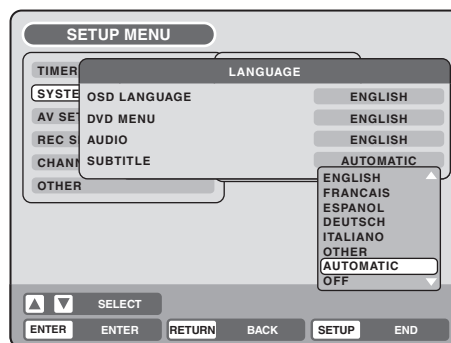 SETUP MENU
TIMER
LANGUAGE
SYSTE
OSD LANGUAGE ENGLISH
AV SET
DVD MENU ENGLISH
REC S
AUDIO ENGLISH
CHANN
SUBTITLE AUTOMATIC
OTHER
ENGLISH
FRANCAIS
ESPANOL
DEUTSCH
ITALIANO
OTHER
AUTOMATIC
OFF
SELECT
ENTER ENTER RETURN BACK SETUP END